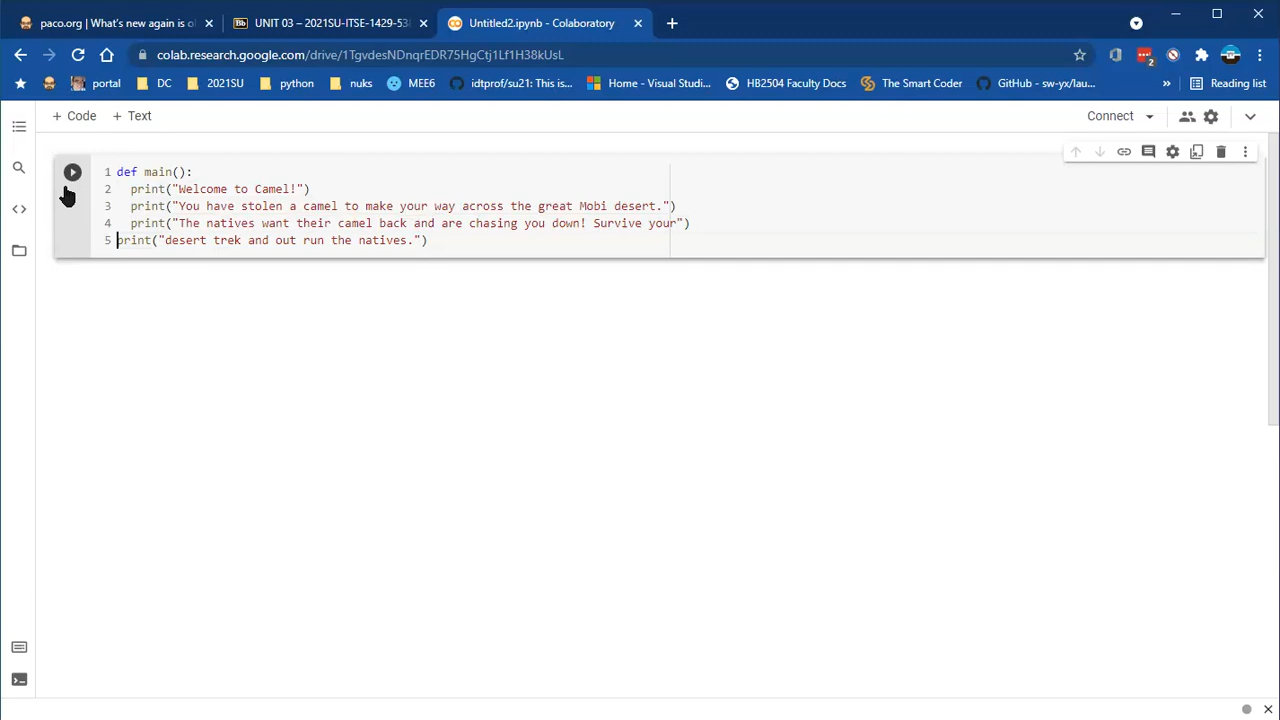 paco.org | What's new again is o
UNIT 03 – 2021SU-ITSE-1429-53
Untitled2.ipynb - Colaboratory
colab.research.google.com/drive/1TgvdesNDnqrEDR75HgCtj1Lf1H38kUsL
2
portal
DC
2021SU
python
nuks
MEE6
idtprof/su21: This is...
Home - Visual Studi...
HB2504 Faculty Docs
The Smart Coder
GitHub - sw-yx/lau...
»
Reading list
+ Code
+ Text
Connect
1 def main():
2 print("Welcome to Camel!")
3 print("You have stolen a camel to make your way across the great Mobi desert.")
4 print("The natives want their camel back and are chasing you down! Survive your")
5 print("desert trek and out run the natives.")